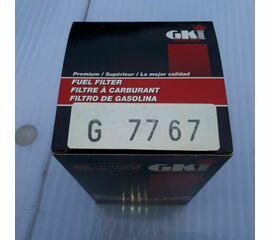 GKI
Premium / Supérieur / La mejor calidad
FUEL FILTER
FILTRE À CARBURANT
FILTRO DE GASOLINA
G 7767
GKI